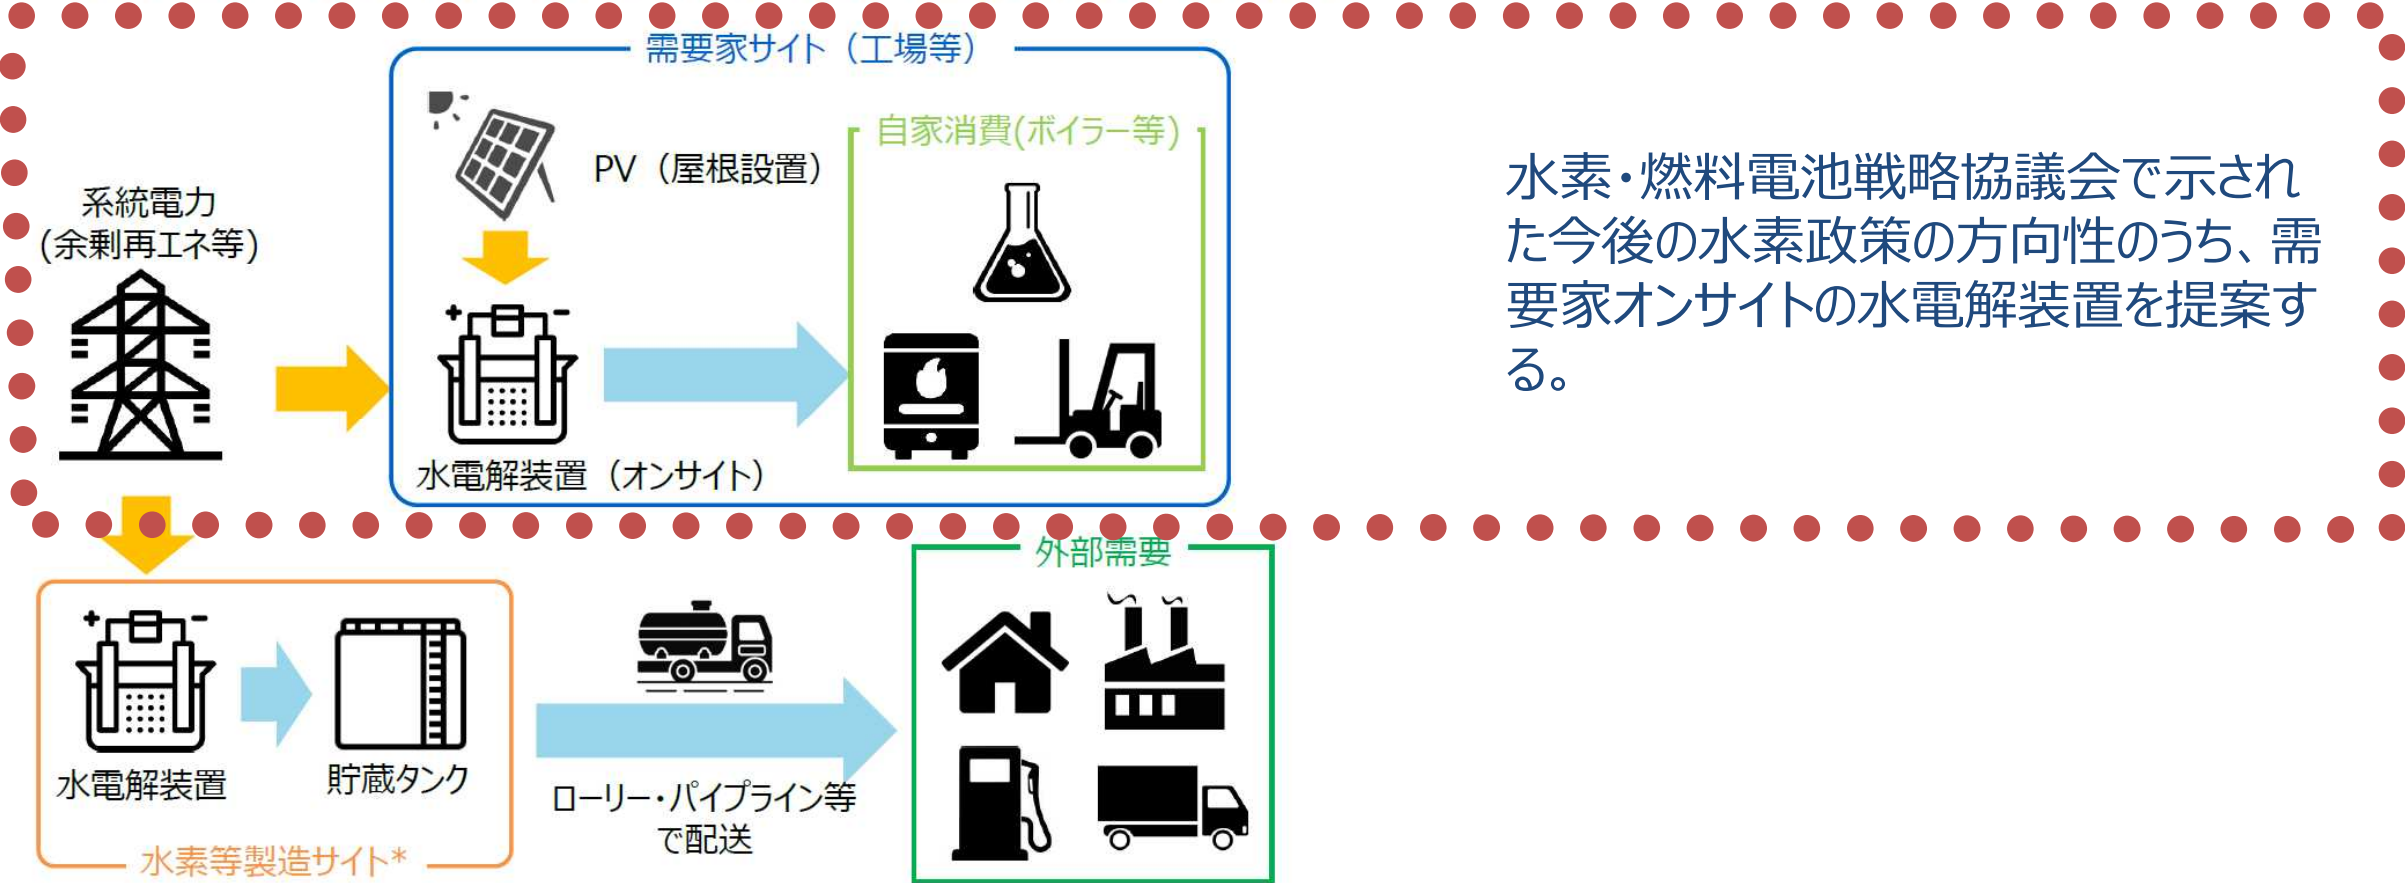 需要家サイト（工場等）
自家消費(ボイラー等)
PV（屋根設置）
系統電力
(余剰再エネ等)
水電解装置（オンサイト）
水素・燃料電池戦略協議会で示され
た今後の水素政策の方向性のうち、需
要家オンサイトの水電解装置を提案す
る。
外部需要
水電解装置
貯蔵タンク
ローリー・パイプライン等
で配送
水素等製造サイト*